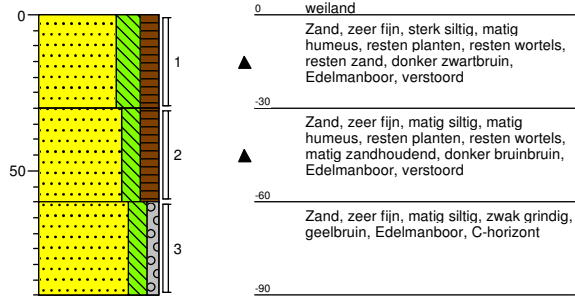 0
0
weiland
Zand, zeer fijn, sterk siltig, matig
humeus, resten planten, resten wortels,
resten zand, donker zwartbruin,
Edelmanboor, verstoord
1
-30
Zand, zeer fijn, matig siltig, matig
humeus, resten planten, resten wortels,
matig zandhoudend, donker bruinbruin,
Edelmanboor, verstoord
2
50
-60
Zand, zeer fijn, matig siltig, zwak grindig,
geelbruin, Edelmanboor, C-horizont
3
-90